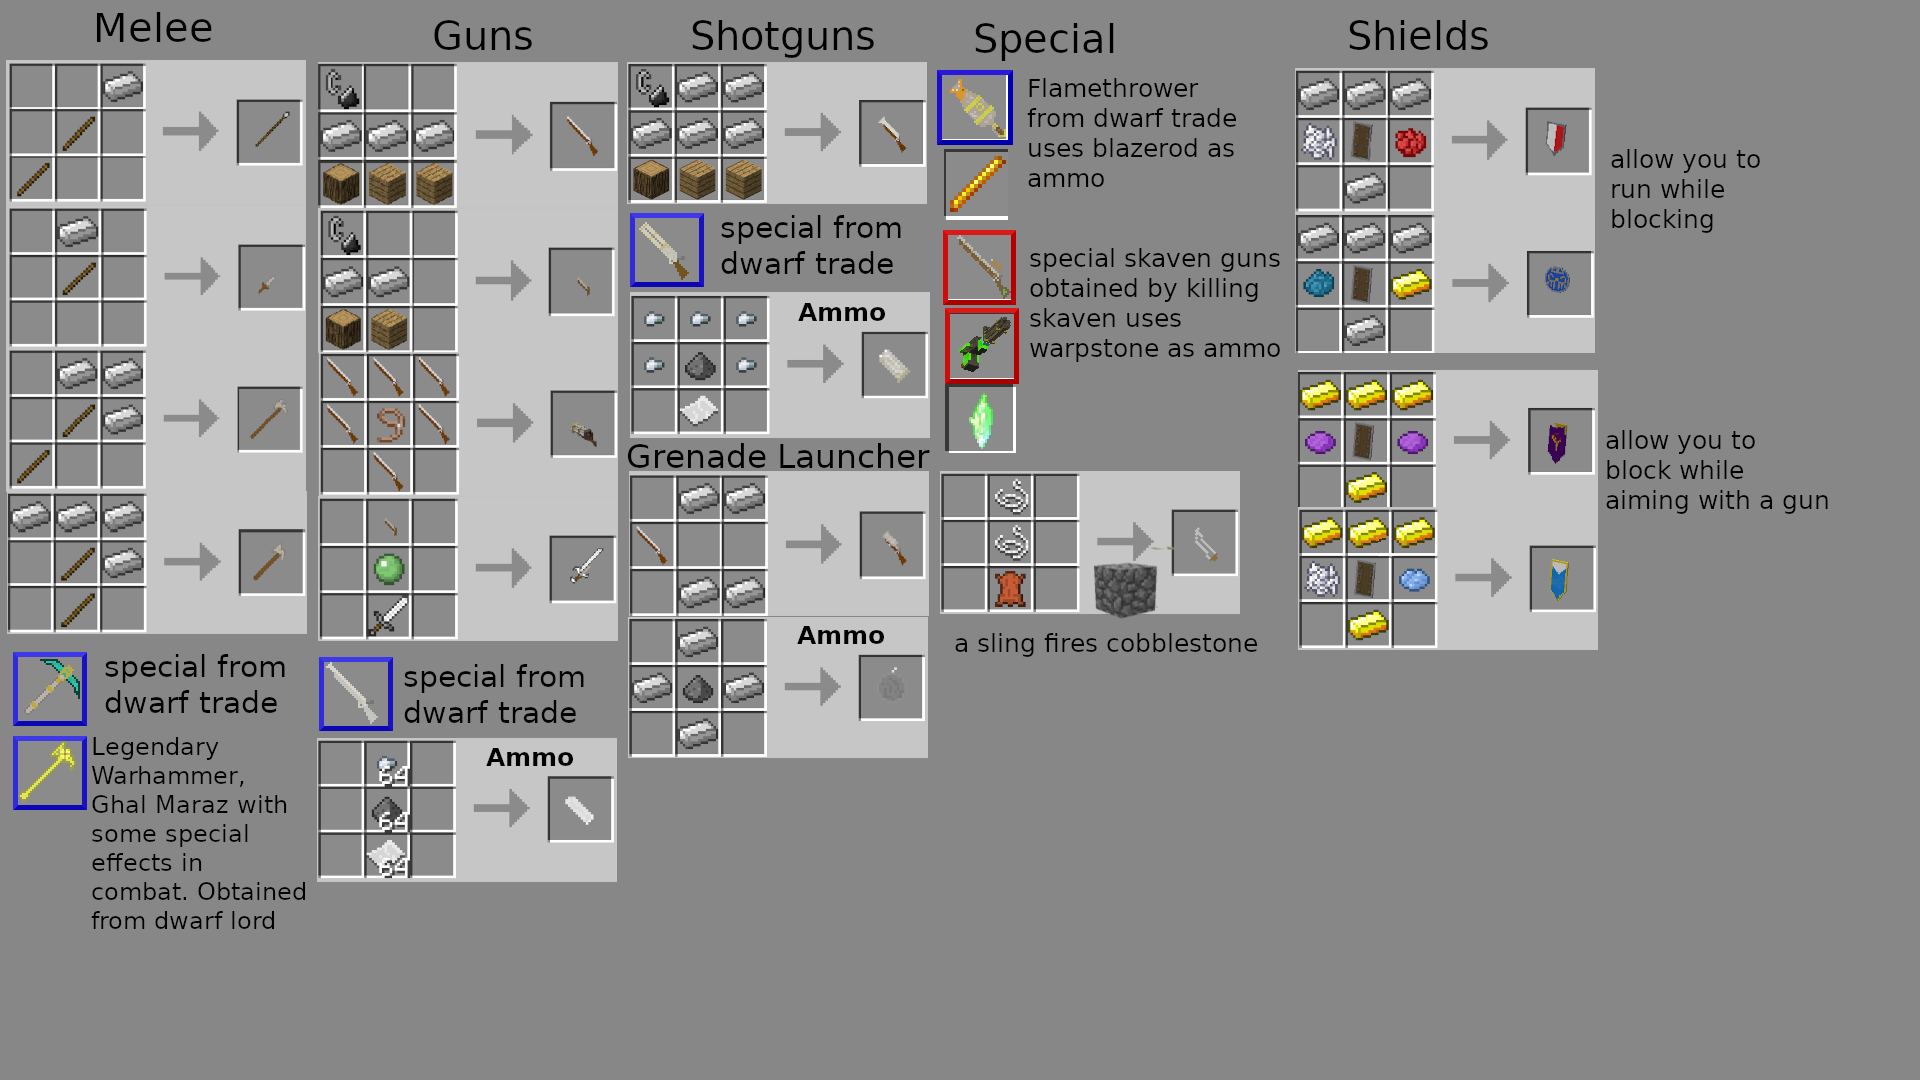 Melee
Guns
Shotguns
Special
Shields
special from
dwarf trade
Legendary
Warhammer,
Ghal Maraz with
some special
effects in
combat. Obtained
from dwarf lord
special from
dwarf trade
Ammo
64
64
64
special from
dwarf trade
Ammo
Grenade Launcher
Ammo
Flamethrower
from dwarf trade
uses blazerod as
ammo
special skaven guns
obtained by killing
skaven uses
warpstone as ammo
a sling fires cobblestone
allow you to
run while
blocking
allow you to
block while
aiming with a gun